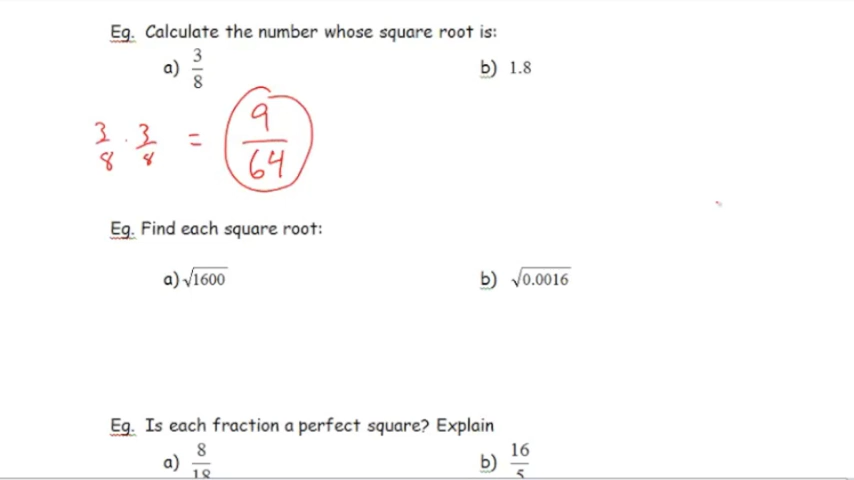 Eg. Calculate the number whose square root is:
a) 3/8 b) 1.8
3/8 · 3/8 = 9/64
Eg. Find each square root:
a) √1600 b) √0.0016
Eg. Is each fraction a perfect square? Explain
a) 8/18 b) 16/5